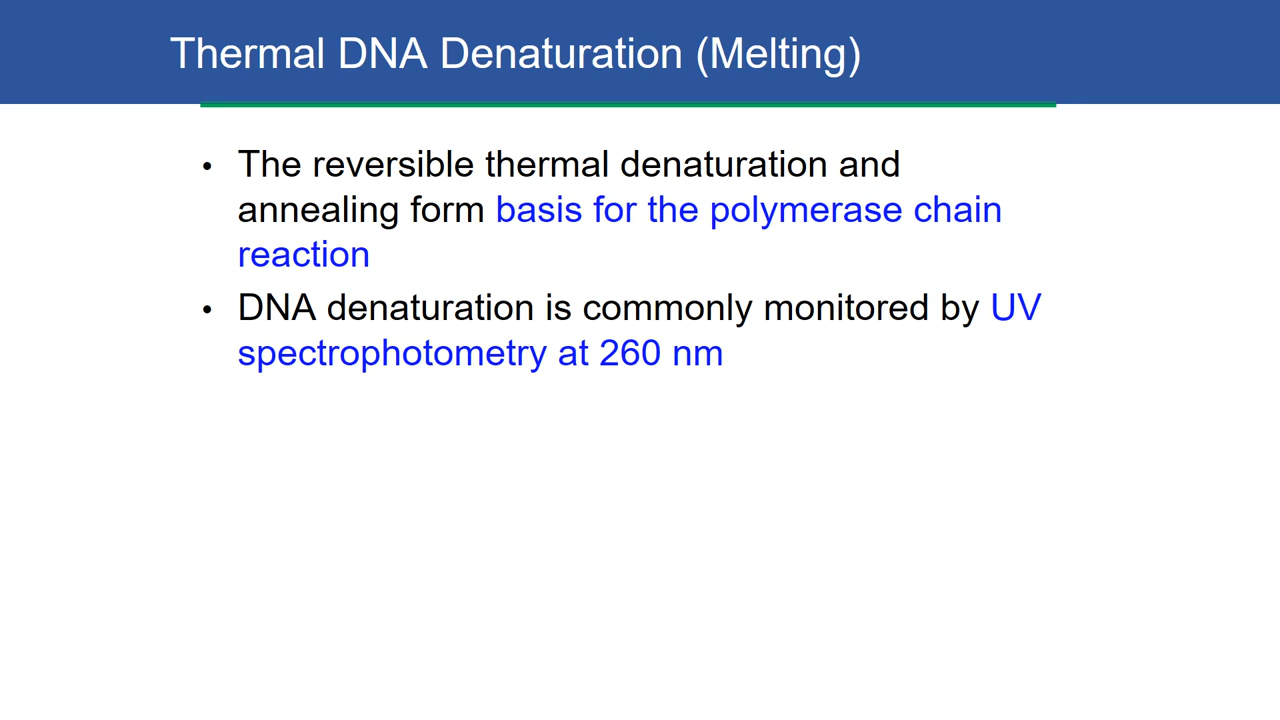 Thermal DNA Denaturation (Melting)
• The reversible thermal denaturation and
annealing form basis for the polymerase chain
reaction
• DNA denaturation is commonly monitored by UV
spectrophotometry at 260 nm